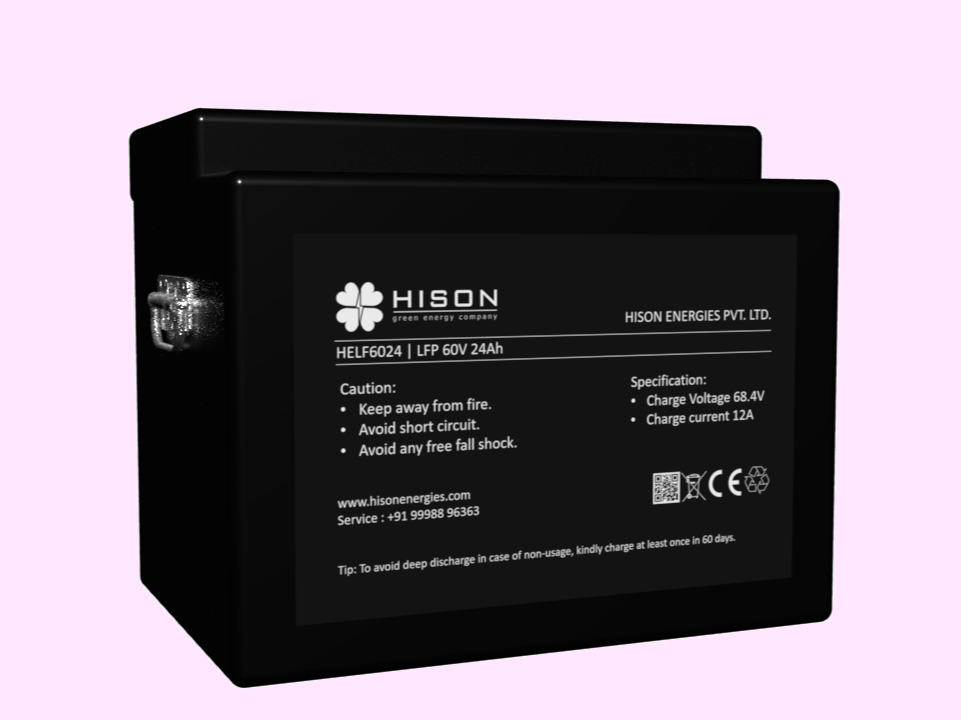 HISON
green energy company
HISON ENERGIES PVT. LTD.
HELF6024 | LFP 60V 24Ah
Caution:
• Keep away from fire.
• Avoid short circuit.
• Avoid any free fall shock.
Specification:
• Charge Voltage 68.4V
• Charge current 12A
www.hisonenergies.com
Service : +91 99988 96363
CE
Tip: To avoid deep discharge in case of non-usage, kindly charge at least once in 60 days.